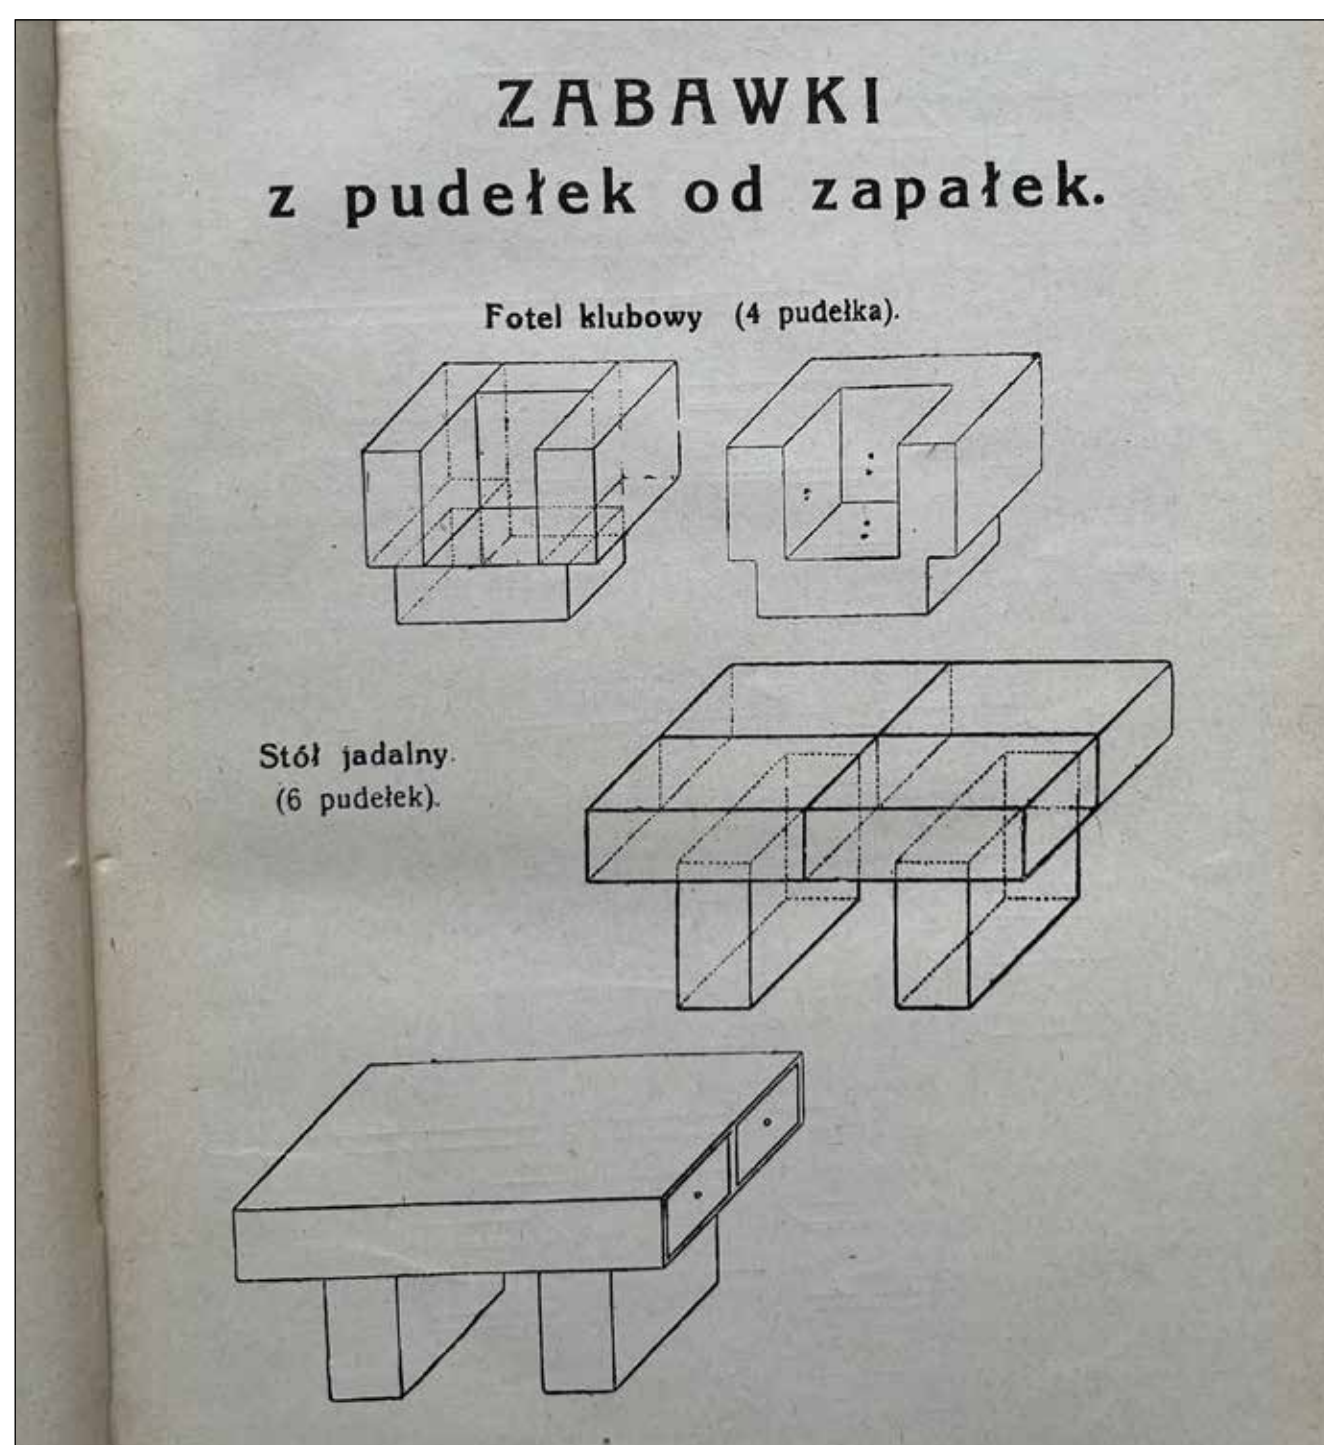 ZABAWKI
z pudełek od zapałek.
Fotel klubowy (4 pudełka).
Stół jadalny.
(6 pudełek).